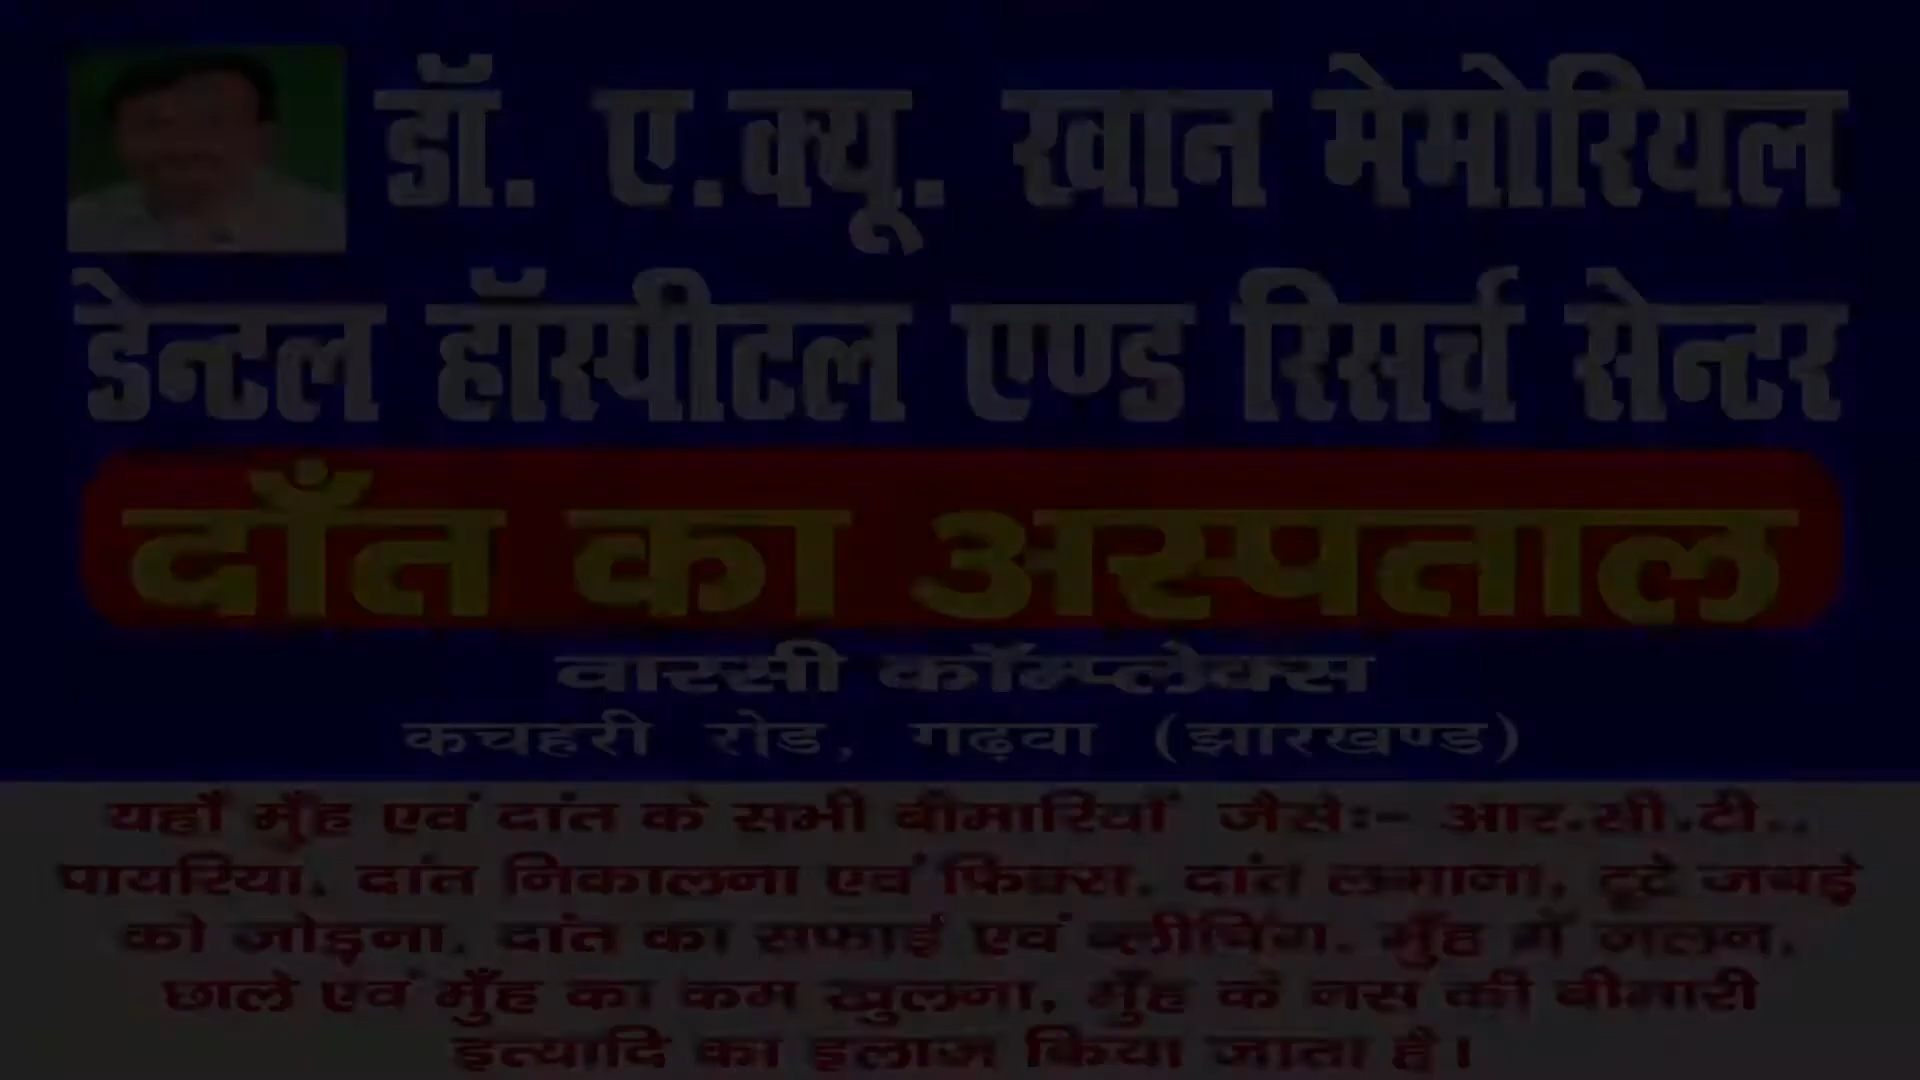 डॉ. ए.क्यू. खान मेमोरियल
डेन्टल हॉस्पीटल एण्ड रिसर्च सेन्टर
दाँत का अस्पताल
वारसी कॉम्प्लेक्स
कचहरी रोड, गढ़वा (झारखण्ड)
यहाँ मुँह एवं दांत के सभी बीमारियां जैसेः- आर.सी.टी.,
पायरिया, दांत निकालना एवं फिक्स, दांत लगाना, टूटे जबड़े
को जोड़ना, दांत का सफाई एवं ब्लीचिंग, मुँह में जलन,
छाले एवं मुँह का कम खुलना, मुँह के नस की बीमारी
इत्यादि का इलाज किया जाता है।